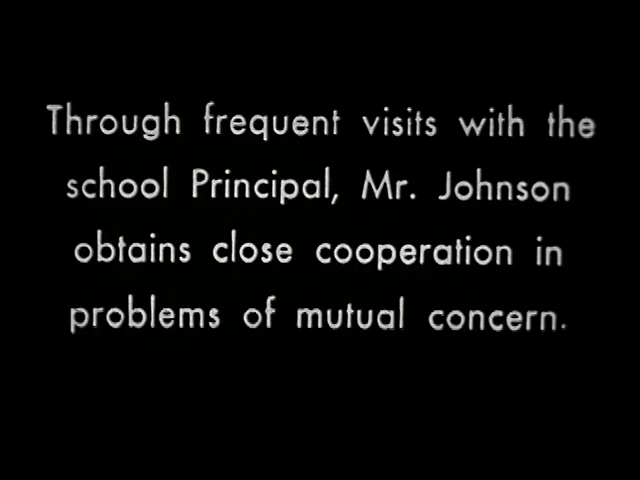 Through frequent visits with the
school Principal, Mr. Johnson
obtains close cooperation in
problems of mutual concern.